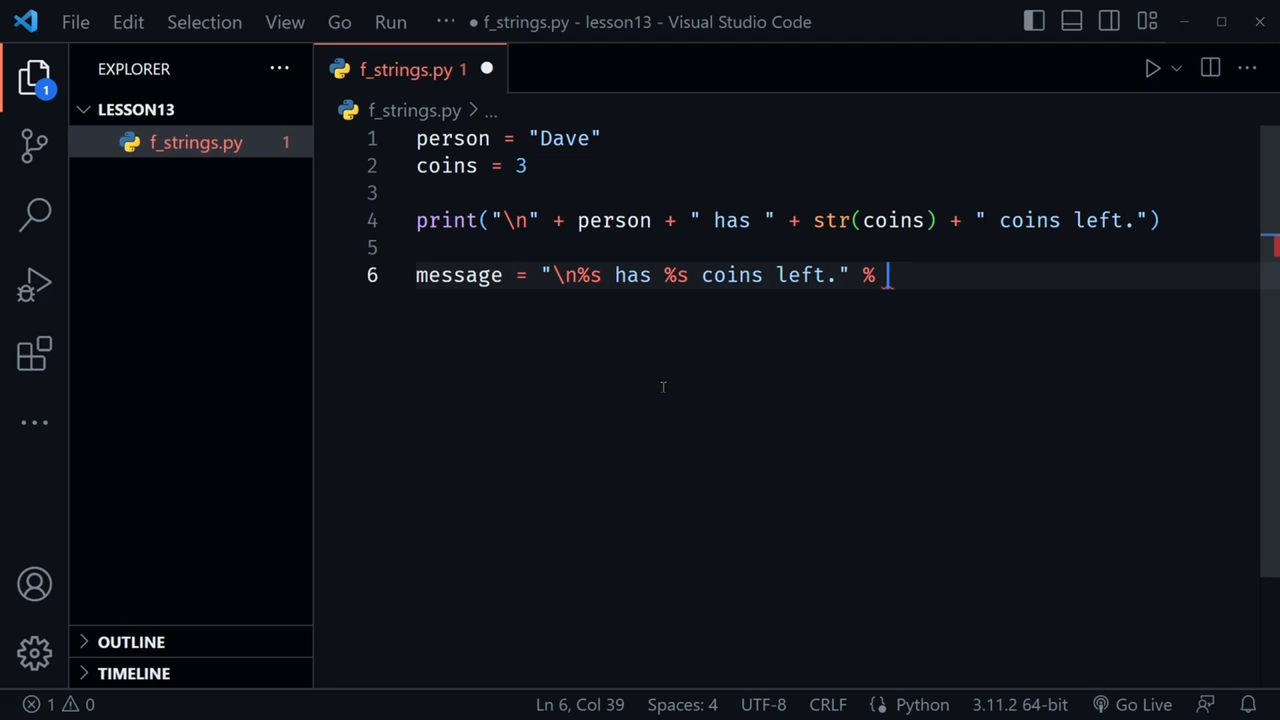 File Edit Selection View Go Run ··· ● f_strings.py - lesson13 - Visual Studio Code
EXPLORER ···
f_strings.py 1 ●
1
LESSON13
f_strings.py > ...
f_strings.py 1
1 person = "Dave"
2 coins = 3
3
4 print("\n" + person + " has " + str(coins) + " coins left.")
5
6 message = "\n%s has %s coins left." %
OUTLINE
TIMELINE
1 0 Ln 6, Col 39 Spaces: 4 UTF-8 CRLF Python 3.11.2 64-bit Go Live